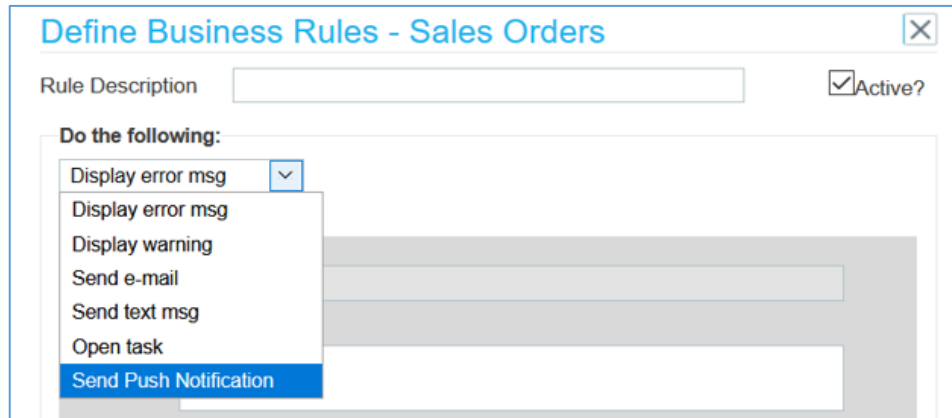 Define Business Rules - Sales Orders
Rule Description
Active?
Do the following:
Display error msg
Display error msg
Display warning
Send e-mail
Send text msg
Open task
Send Push Notification